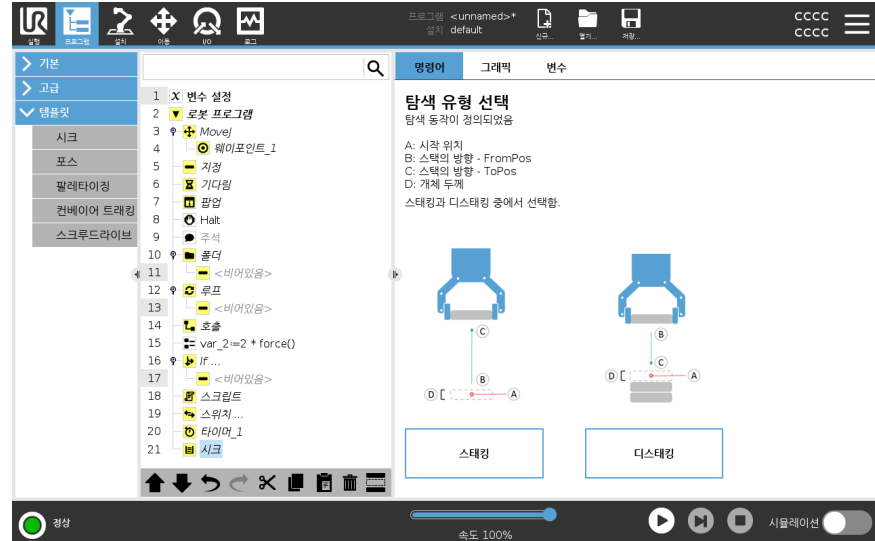 UR
실행
프로그램
설치
이동
I/O
로그
프로그램 <unnamed>*
설치 default
신규...
열기...
저장...
cccc
cccc
기본
고급
템플릿
시크
포스
팔레타이징
컨베이어 트래킹
스크루드라이브
1 X 변수 설정
2 로봇 프로그램
3 MoveJ
4 웨이포인트_1
5 지정
6 기다림
7 팝업
8 Halt
9 주석
10 폴더
11 <비어있음>
12 루프
13 <비어있음>
14 호출
15 var_2:=2 * force()
16 If ...
17 <비어있음>
18 스크립트
19 스위치 ...
20 타이머_1
21 시크
명령어 그래픽 변수
탐색 유형 선택
탐색 동작이 정의되었음
A: 시작 위치
B: 스택의 방향 - FromPos
C: 스택의 방향 - ToPos
D: 개체 두께
스태킹과 디스태킹 중에서 선택함.
C
B
D
A
B
C
D
A
스태킹
디스태킹
정상
속도 100%
시뮬레이션